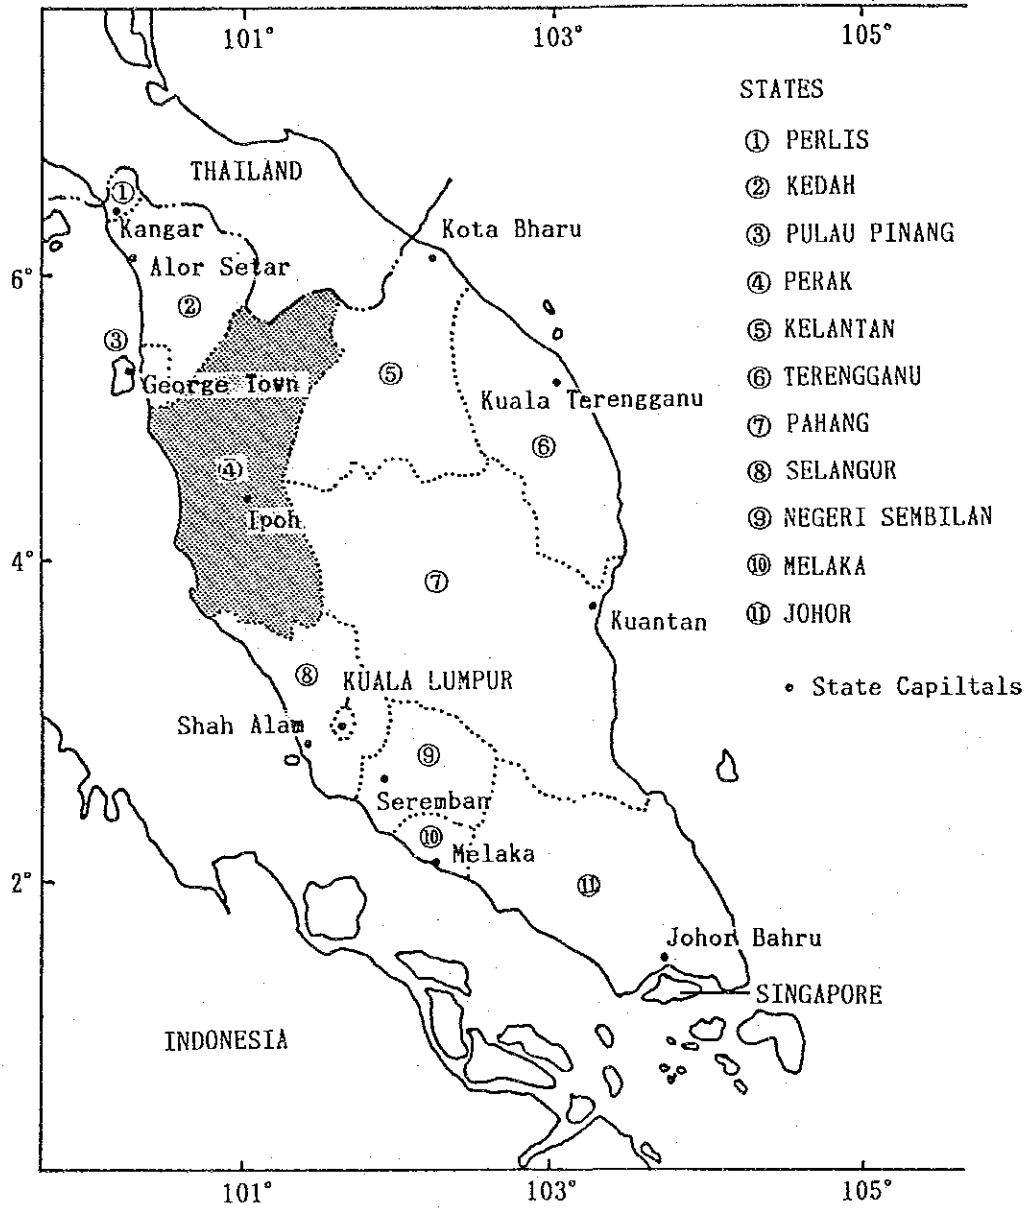 101°
103°
105°
STATES
① PERLIS
② KEDAH
③ PULAU PINANG
④ PERAK
⑤ KELANTAN
⑥ TERENGGANU
⑦ PAHANG
⑧ SELANGOR
⑨ NEGERI SEMBILAN
⑩ MELAKA
⑪ JOHOR
State Capiltals
THAILAND
①
Kangar
Kota Bharu
Alor Setar
6°
②
③
George Town
⑤
Kuala Terengganu
⑥
④
Ipoh
4°
⑦
Kuantan
⑧
KUALA LUMPUR
Shah Alam
⑨
Seremban
⑩
Melaka
2°
⑪
Johor Bahru
SINGAPORE
INDONESIA
101°
103°
105°